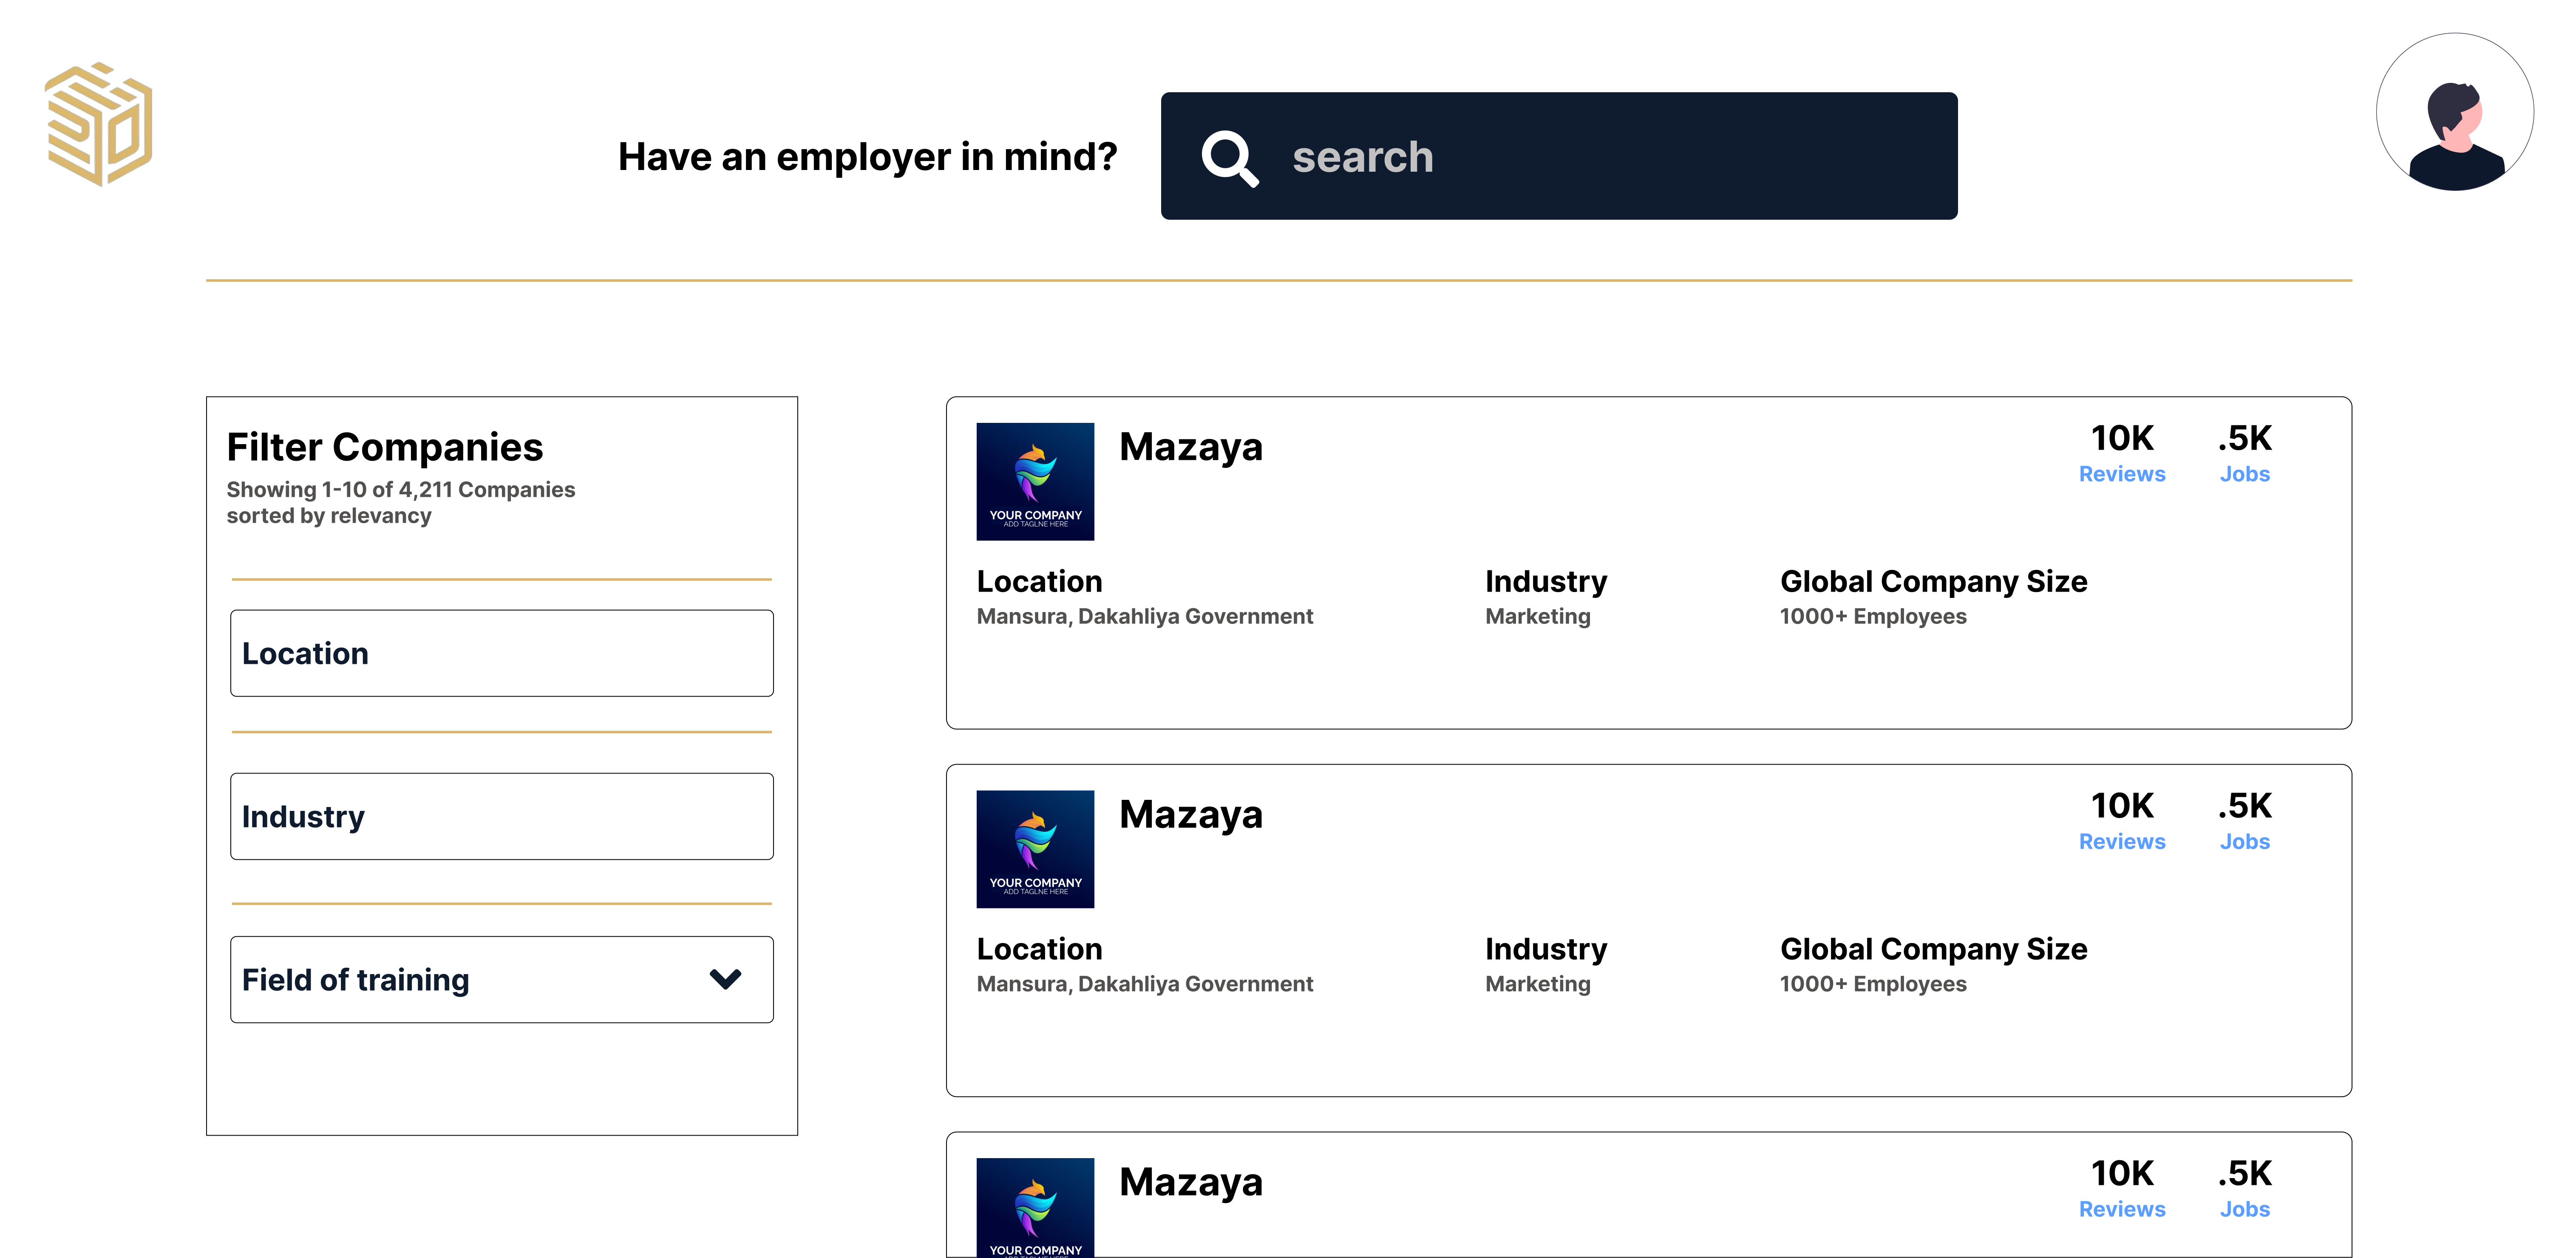 Have an employer in mind?
search
Filter Companies
Showing 1-10 of 4,211 Companies
sorted by relevancy
Location
Industry
Field of training
Mazaya
10K
Reviews
.5K
Jobs
YOUR COMPANY
ADD TAGLNE HERE
Location
Mansura, Dakahliya Government
Industry
Marketing
Global Company Size
1000+ Employees
Mazaya
10K
Reviews
.5K
Jobs
YOUR COMPANY
ADD TAGLNE HERE
Location
Mansura, Dakahliya Government
Industry
Marketing
Global Company Size
1000+ Employees
Mazaya
10K
Reviews
.5K
Jobs
YOUR COMPANY